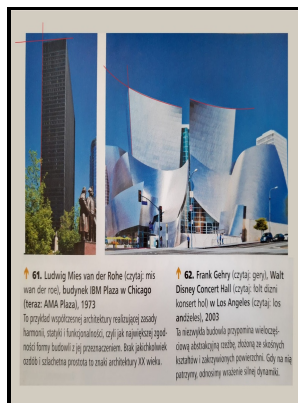 61. Ludwig Mies van der Rohe (czytaj: mis
wan der roe), budynek IBM Plaza w Chicago
(teraz: AMA Plaza), 1973
To przykład współczesnej architektury realizującej zasady
harmonii, statyki i funkcjonalności, czyli jak najwiękzej zgod-
ności formy budowli z jej przeznaczeniem. Brak jakichkolwiek
ozdób i szlachetna prostota to znaki architektury XX wieku.
62. Frank Gehry (czytaj: gery), Walt
Disney Concert Hall (czytaj: folt dizni
konsert hol) w Los Angeles (czytaj: los
andżeles), 2003
Ta niezwykła budowla przypomina wieloczęś-
ciową abstrakcyjną rzeźbę, złożoną ze skośnych
kształtów i zakrzywionych powierzchni. Gdy na nią
patrzymy, odnosimy wrażenie silnej dynamiki.